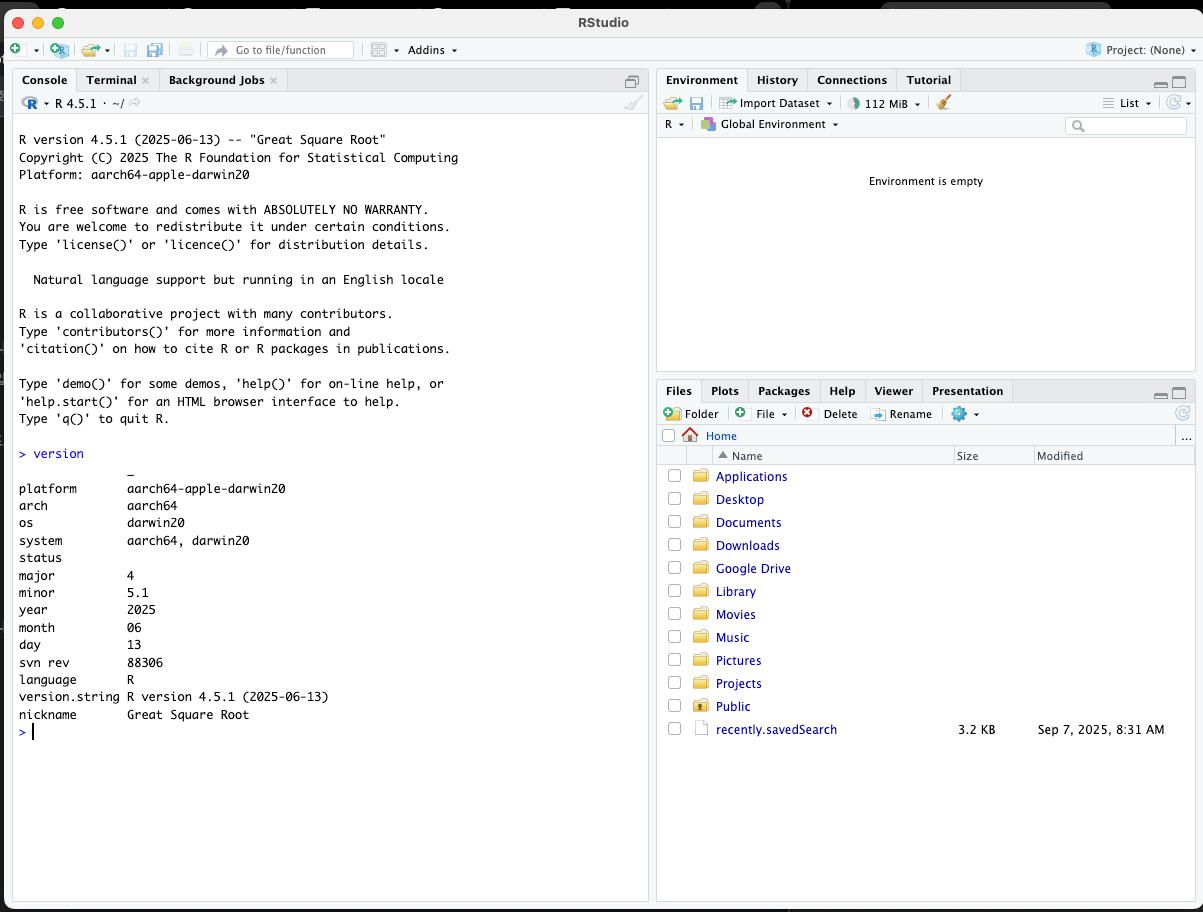 RStudio
Go to file/function
Addins
Project: (None)
Console Terminal Background Jobs
R 4.5.1 · ~/
R version 4.5.1 (2025-06-13) -- "Great Square Root"
Copyright (C) 2025 The R Foundation for Statistical Computing
Platform: aarch64-apple-darwin20
R is free software and comes with ABSOLUTELY NO WARRANTY.
You are welcome to redistribute it under certain conditions.
Type 'license()' or 'licence()' for distribution details.
Natural language support but running in an English locale
R is a collaborative project with many contributors.
Type 'contributors()' for more information and
'citation()' on how to cite R or R packages in publications.
Type 'demo()' for some demos, 'help()' for on-line help, or
'help.start()' for an HTML browser interface to help.
Type 'q()' to quit R.
> version
_
platform aarch64-apple-darwin20
arch aarch64
os darwin20
system aarch64, darwin20
status
major 4
minor 5.1
year 2025
month 06
day 13
svn rev 88306
language R
version.string R version 4.5.1 (2025-06-13)
nickname Great Square Root
>
Environment History Connections Tutorial
Import Dataset 112 MiB List
R Global Environment
Environment is empty
Files Plots Packages Help Viewer Presentation
Folder File Delete Rename
Home ...
Name Size Modified
Applications
Desktop
Documents
Downloads
Google Drive
Library
Movies
Music
Pictures
Projects
Public
recently.savedSearch 3.2 KB Sep 7, 2025, 8:31 AM